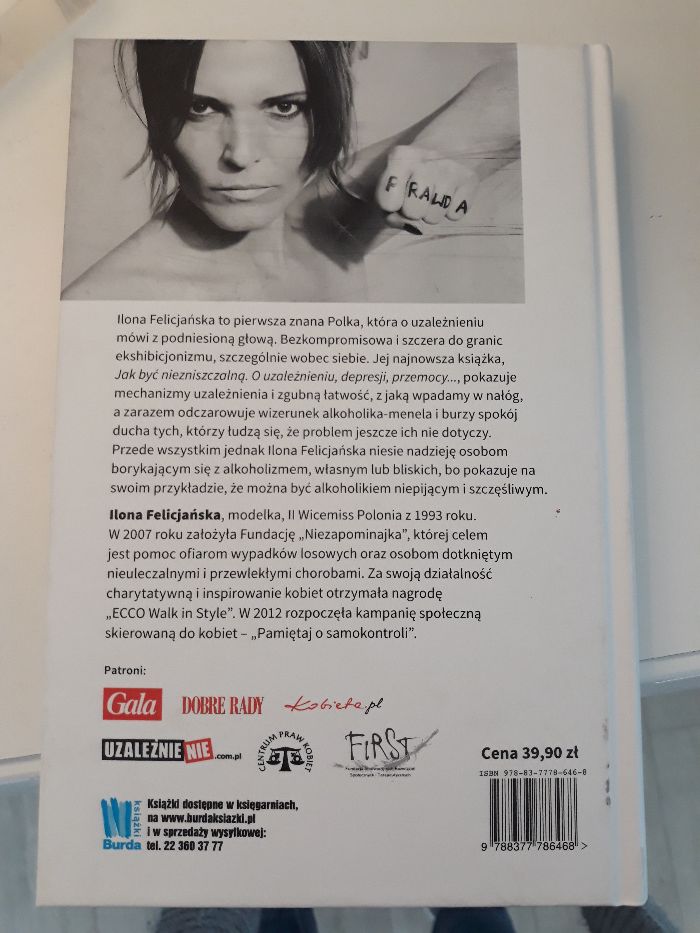 PRAWDA
Ilona Felicjańska to pierwsza znana Polka, która o uzależnieniu
mówi z podniesioną głową. Bezkompromisowa i szczera do granic
ekshibicjonizmu, szczególnie wobec siebie. Jej najnowsza książka,
Jak być niezniszczalną. O uzależnieniu, depresji, przemocy..., pokazuje
mechanizmy uzależnienia i zgubną łatwość, z jaką wpadamy w nałóg,
a zarazem odczarowuje wizerunek alkoholika-menela i burzy spokój
ducha tych, którzy łudzą się, że problem jeszcze ich nie dotyczy.
Przede wszystkim jednak Ilona Felicjańska niesie nadzieję osobom
borykającym się z alkoholizmem, własnym lub bliskich, bo pokazuje na
swoim przykładzie, że można być alkoholikiem niepijącym i szczęśliwym.
Ilona Felicjańska, modelka, II Wicemiss Polonia z 1993 roku.
W 2007 roku założyła Fundację „Niezapominajka", której celem
jest pomoc ofiarom wypadków losowych oraz osobom dotkniętym
nieuleczalnymi i przewlekłymi chorobami. Za swoją działalność
charytatywną i inspirowanie kobiet otrzymała nagrodę
„ECCO Walk in Style". W 2012 rozpoczęła kampanię społeczną
skierowaną do kobiet – „Pamiętaj o samokontroli".
Patroni:
Gala DOBRE RADY kobieta.pl
UZALEŻNIENIE.com.pl CENTRUM PRAW KOBIET FIRST
Społecznych - Terapeutycznych
Cena 39,90 zł
ISBN 978-83-7778-646-8
9 788377 786468 >
książki
Burda
Książki dostępne w księgarniach,
na www.burdaksiazki.pl
i w sprzedaży wysyłkowej:
tel. 22 360 37 77